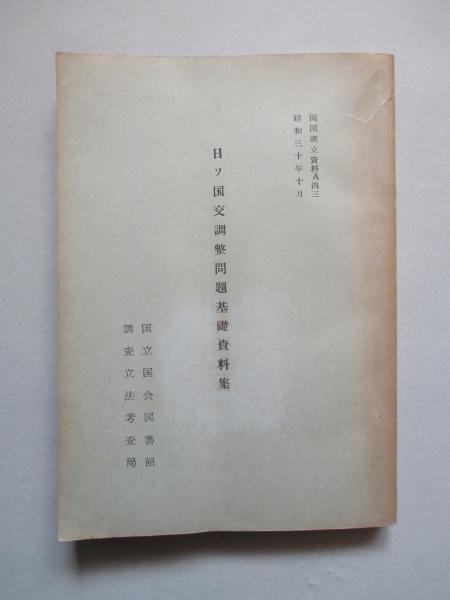 国図調立資料A四三
昭和三十年十月
日ソ国交調整問題基礎資料集
国立国会図書館
調査立法考査局